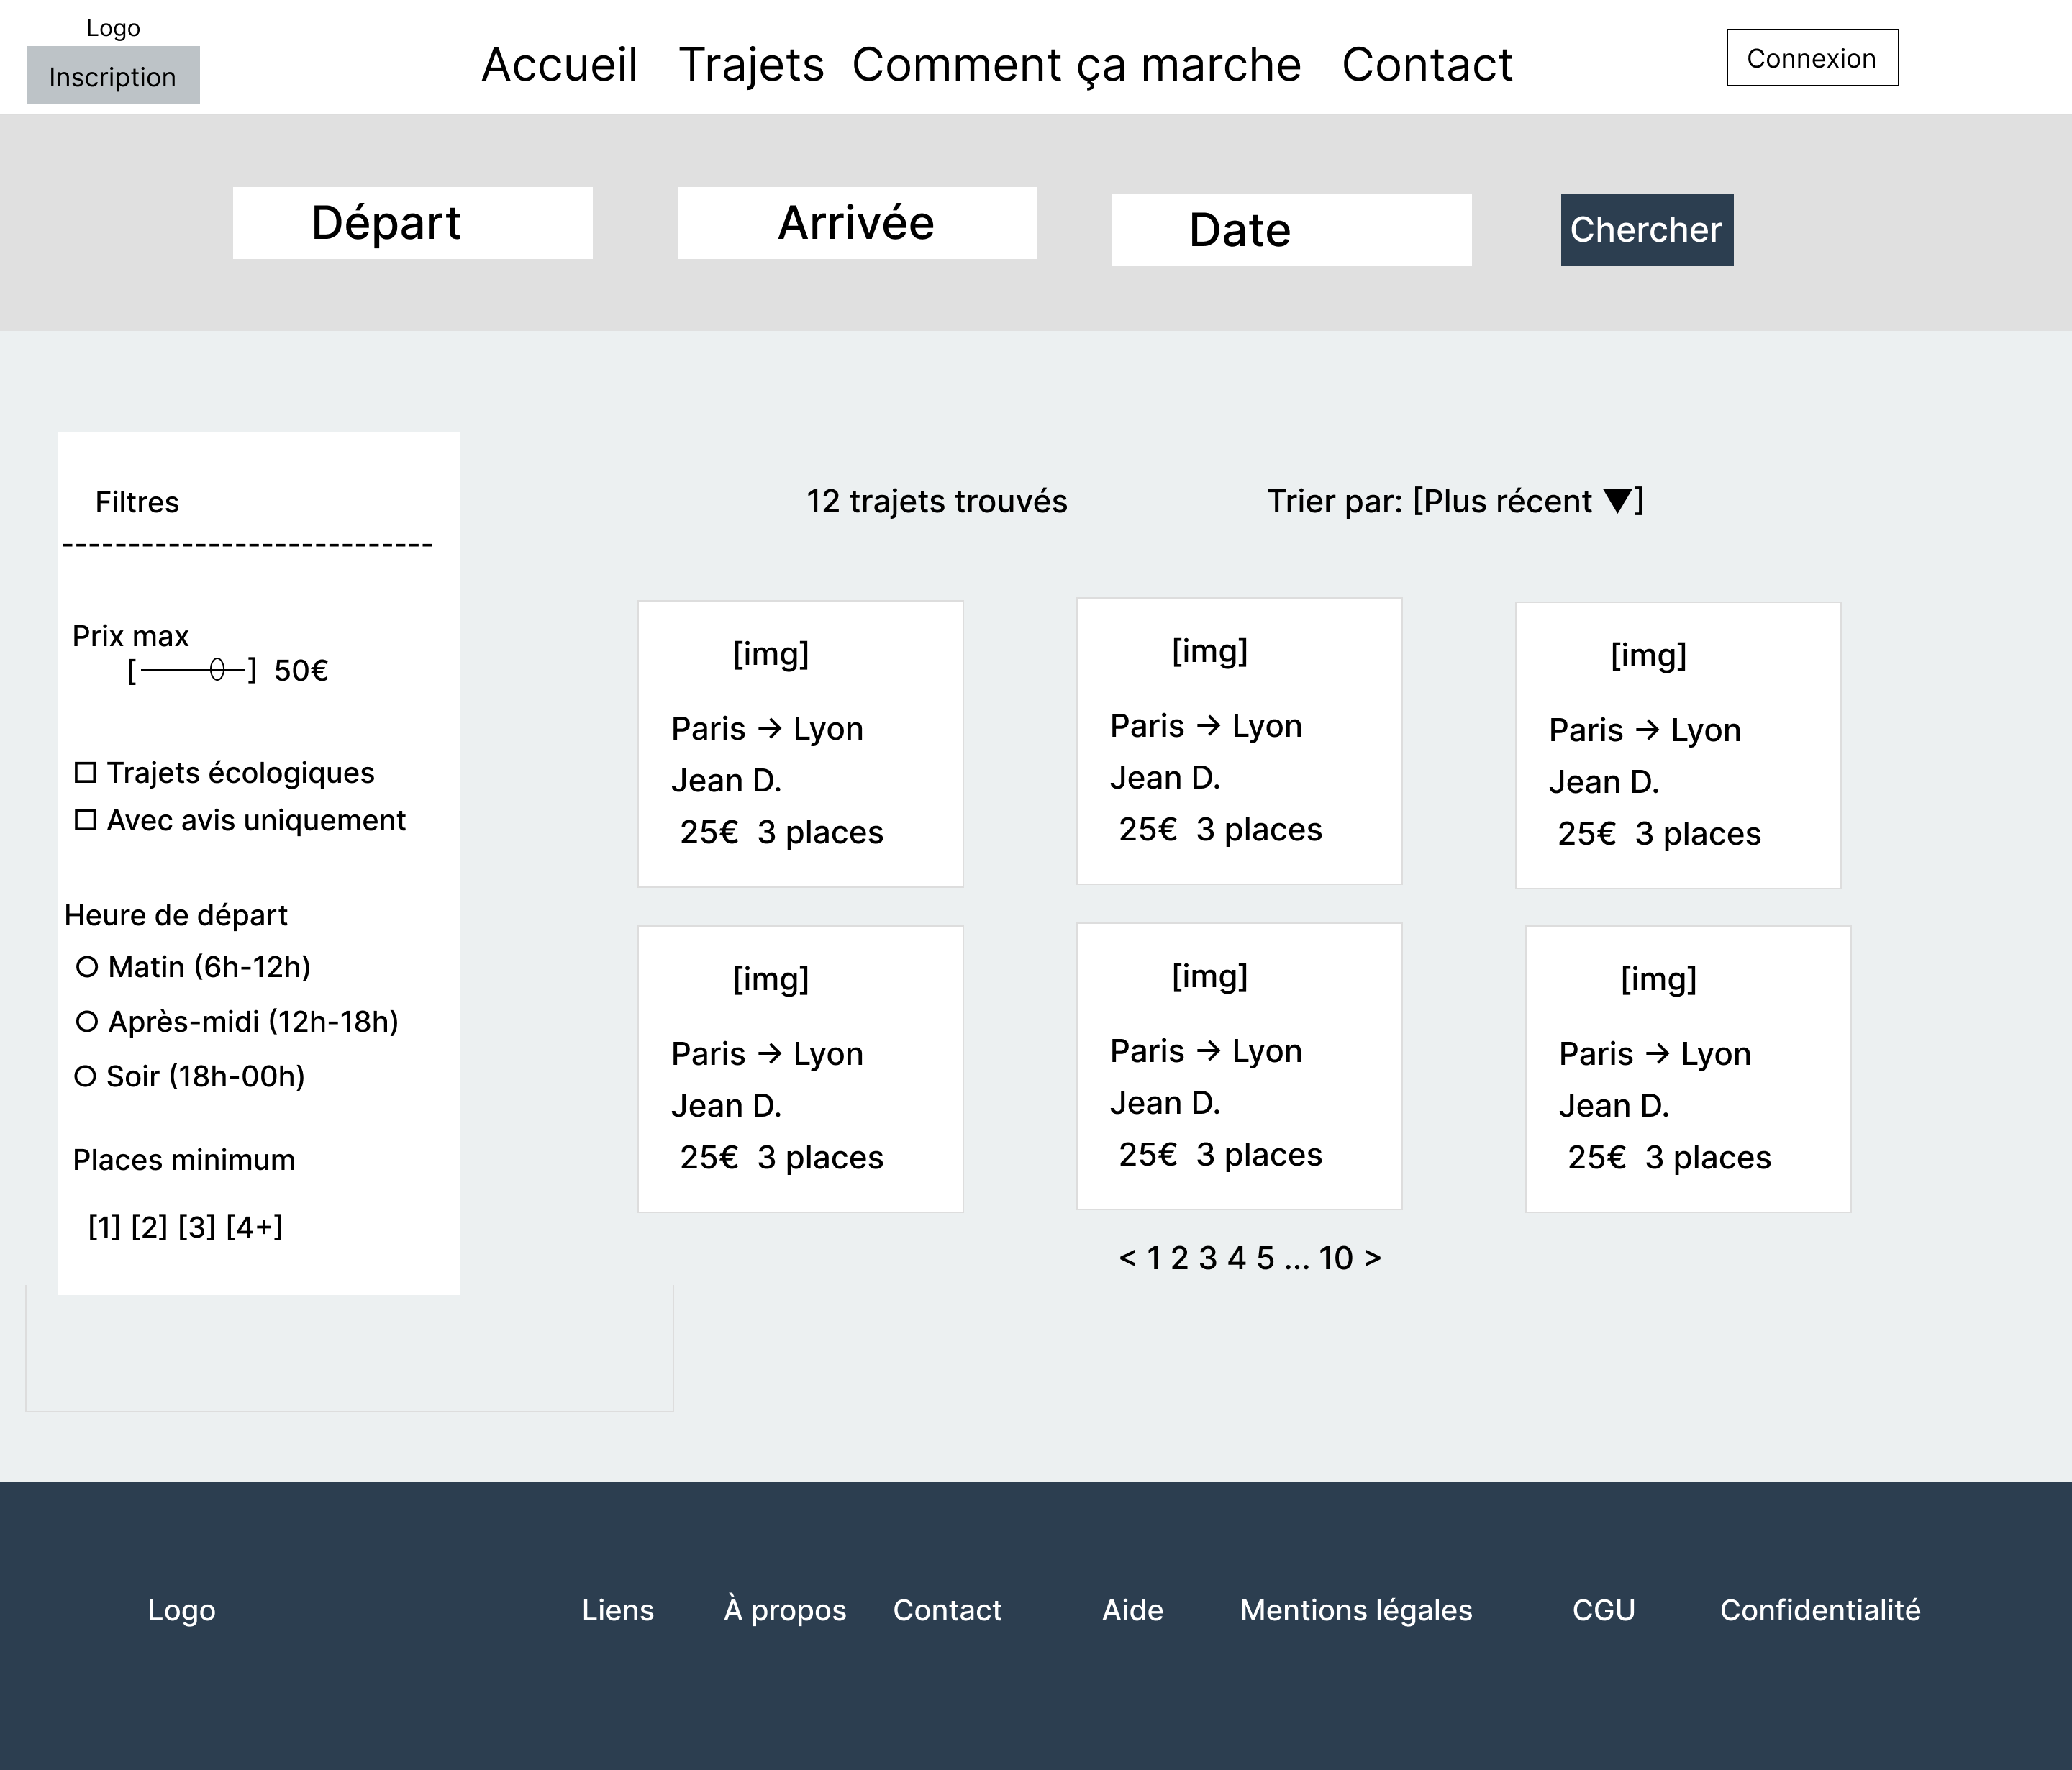 Logo
Inscription
Accueil Trajets Comment ça marche Contact
Connexion
Départ
Arrivée
Date
Chercher
Filtres
----------------------------
Prix max
[ ] 50€
☐ Trajets écologiques
☐ Avec avis uniquement
Heure de départ
○ Matin (6h-12h)
○ Après-midi (12h-18h)
○ Soir (18h-00h)
Places minimum
[1] [2] [3] [4+]
12 trajets trouvés
Trier par: [Plus récent ▼]
[img]
Paris → Lyon
Jean D.
25€ 3 places
[img]
Paris → Lyon
Jean D.
25€ 3 places
[img]
Paris → Lyon
Jean D.
25€ 3 places
[img]
Paris → Lyon
Jean D.
25€ 3 places
[img]
Paris → Lyon
Jean D.
25€ 3 places
[img]
Paris → Lyon
Jean D.
25€ 3 places
< 1 2 3 4 5 ... 10 >
Logo
Liens À propos Contact Aide Mentions légales CGU Confidentialité